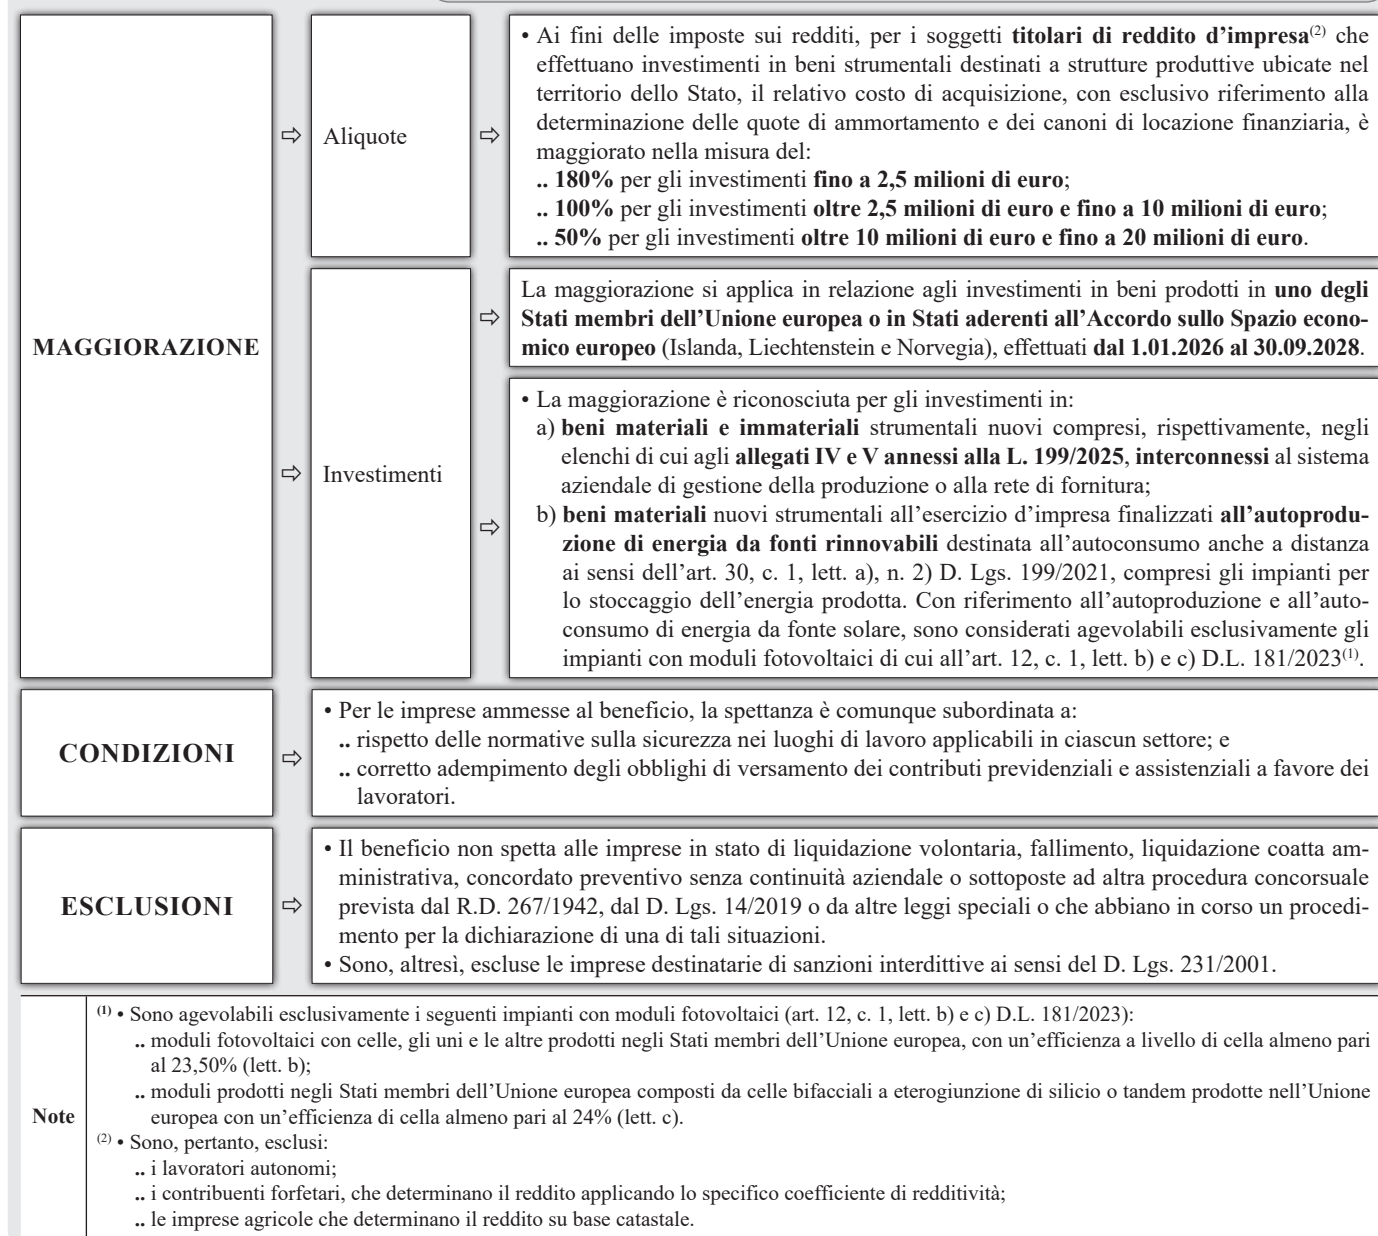 MAGGIORAZIONE
Aliquote
• Ai fini delle imposte sui redditi, per i soggetti titolari di reddito d’impresa(2) che
effettuano investimenti in beni strumentali destinati a strutture produttive ubicate nel
territorio dello Stato, il relativo costo di acquisizione, con esclusivo riferimento alla
determinazione delle quote di ammortamento e dei canoni di locazione finanziaria, è
maggiorato nella misura del:
.. 180% per gli investimenti fino a 2,5 milioni di euro;
.. 100% per gli investimenti oltre 2,5 milioni di euro e fino a 10 milioni di euro;
.. 50% per gli investimenti oltre 10 milioni di euro e fino a 20 milioni di euro.
Investimenti
La maggiorazione si applica in relazione agli investimenti in beni prodotti in uno degli
Stati membri dell’Unione europea o in Stati aderenti all’Accordo sullo Spazio econo-
mico europeo (Islanda, Liechtenstein e Norvegia), effettuati dal 1.01.2026 al 30.09.2028.
• La maggiorazione è riconosciuta per gli investimenti in:
a) beni materiali e immateriali strumentali nuovi compresi, rispettivamente, negli
elenchi di cui agli allegati IV e V annessi alla L. 199/2025, interconnessi al sistema
aziendale di gestione della produzione o alla rete di fornitura;
b) beni materiali nuovi strumentali all’esercizio d’impresa finalizzati all’autoprodu-
zione di energia da fonti rinnovabili destinata all’autoconsumo anche a distanza
ai sensi dell’art. 30, c. 1, lett. a), n. 2) D. Lgs. 199/2021, compresi gli impianti per
lo stoccaggio dell’energia prodotta. Con riferimento all’autoproduzione e all’auto-
consumo di energia da fonte solare, sono considerati agevolabili esclusivamente gli
impianti con moduli fotovoltaici di cui all’art. 12, c. 1, lett. b) e c) D.L. 181/2023(1).
CONDIZIONI
• Per le imprese ammesse al beneficio, la spettanza è comunque subordinata a:
.. rispetto delle normative sulla sicurezza nei luoghi di lavoro applicabili in ciascun settore; e
.. corretto adempimento degli obblighi di versamento dei contributi previdenziali e assistenziali a favore dei
lavoratori.
ESCLUSIONI
• Il beneficio non spetta alle imprese in stato di liquidazione volontaria, fallimento, liquidazione coatta am-
ministrativa, concordato preventivo senza continuità aziendale o sottoposte ad altra procedura concorsuale
prevista dal R.D. 267/1942, dal D. Lgs. 14/2019 o da altre leggi speciali o che abbiano in corso un procedi-
mento per la dichiarazione di una di tali situazioni.
• Sono, altresì, escluse le imprese destinatarie di sanzioni interdittive ai sensi del D. Lgs. 231/2001.
Note
(1) • Sono agevolabili esclusivamente i seguenti impianti con moduli fotovoltaici (art. 12, c. 1, lett. b) e c) D.L. 181/2023):
.. moduli fotovoltaici con celle, gli uni e le altre prodotti negli Stati membri dell’Unione europea, con un’efficienza a livello di cella almeno pari
al 23,50% (lett. b);
.. moduli prodotti negli Stati membri dell’Unione europea composti da celle bifacciali a eterogiunzione di silicio o tandem prodotte nell’Unione
europea con un’efficienza di cella almeno pari al 24% (lett. c).
(2) • Sono, pertanto, esclusi:
.. i lavoratori autonomi;
.. i contribuenti forfetari, che determinano il reddito applicando lo specifico coefficiente di redditività;
.. le imprese agricole che determinano il reddito su base catastale.